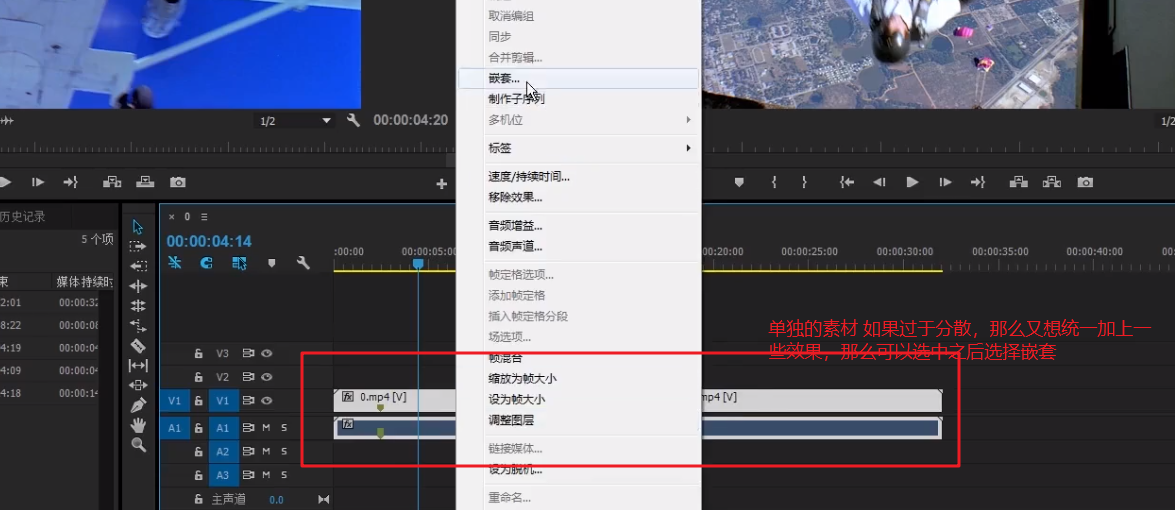 取消编组
同步
合并剪辑...
嵌套...
制作子序列
多机位
标签
速度/持续时间...
移除效果...
音频增益...
音频声道...
帧定格选项...
添加帧定格
插入帧定格分段
场选项...
帧混合
缩放为帧大小
设为帧大小
调整图层
链接媒体...
设为脱机...
重命名...
1/2
00:00:04:20
1/2
历史记录
5 个项
束
媒体持续时
2:01
00:00:32
8:22
00:00:08
4:19
00:00:04
4:09
00:00:04
4:18
00:00:14
× 0
00:00:04:14
:00:00
00:00:05:00
00:20:00
00:00:25:00
00:00:30:00
00:00:35:00
00:00:40:00
00:
单独的素材 如果过于分散，那么又想统一加上一
些效果，那么可以选中之后选择嵌套
V3
V2
V1 V1
fx 0.mp4 [V]
mp4 [V]
A1 A1 M S
fx
A2 M S
A3 M S
主声道 0.0